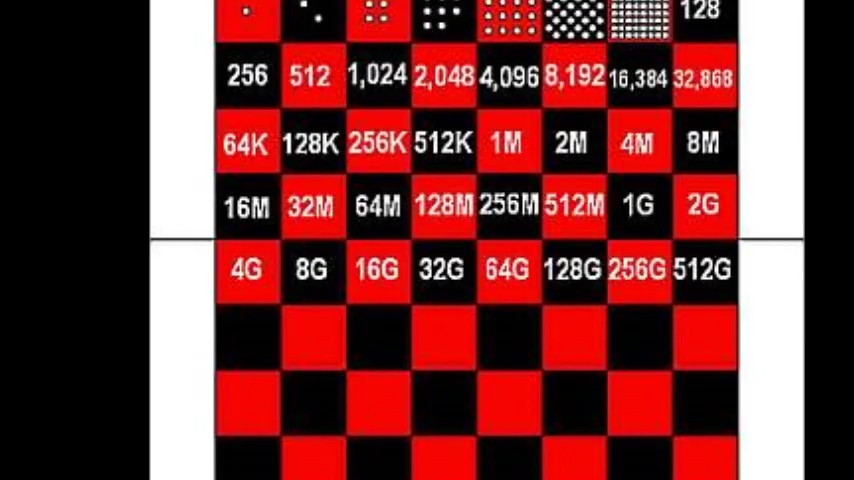 128
256 512 1,024 2,048 4,096 8,192 16,384 32,868
64K 128K 256K 512K 1M 2M 4M 8M
16M 32M 64M 128M 256M 512M 1G 2G
4G 8G 16G 32G 64G 128G 256G 512G